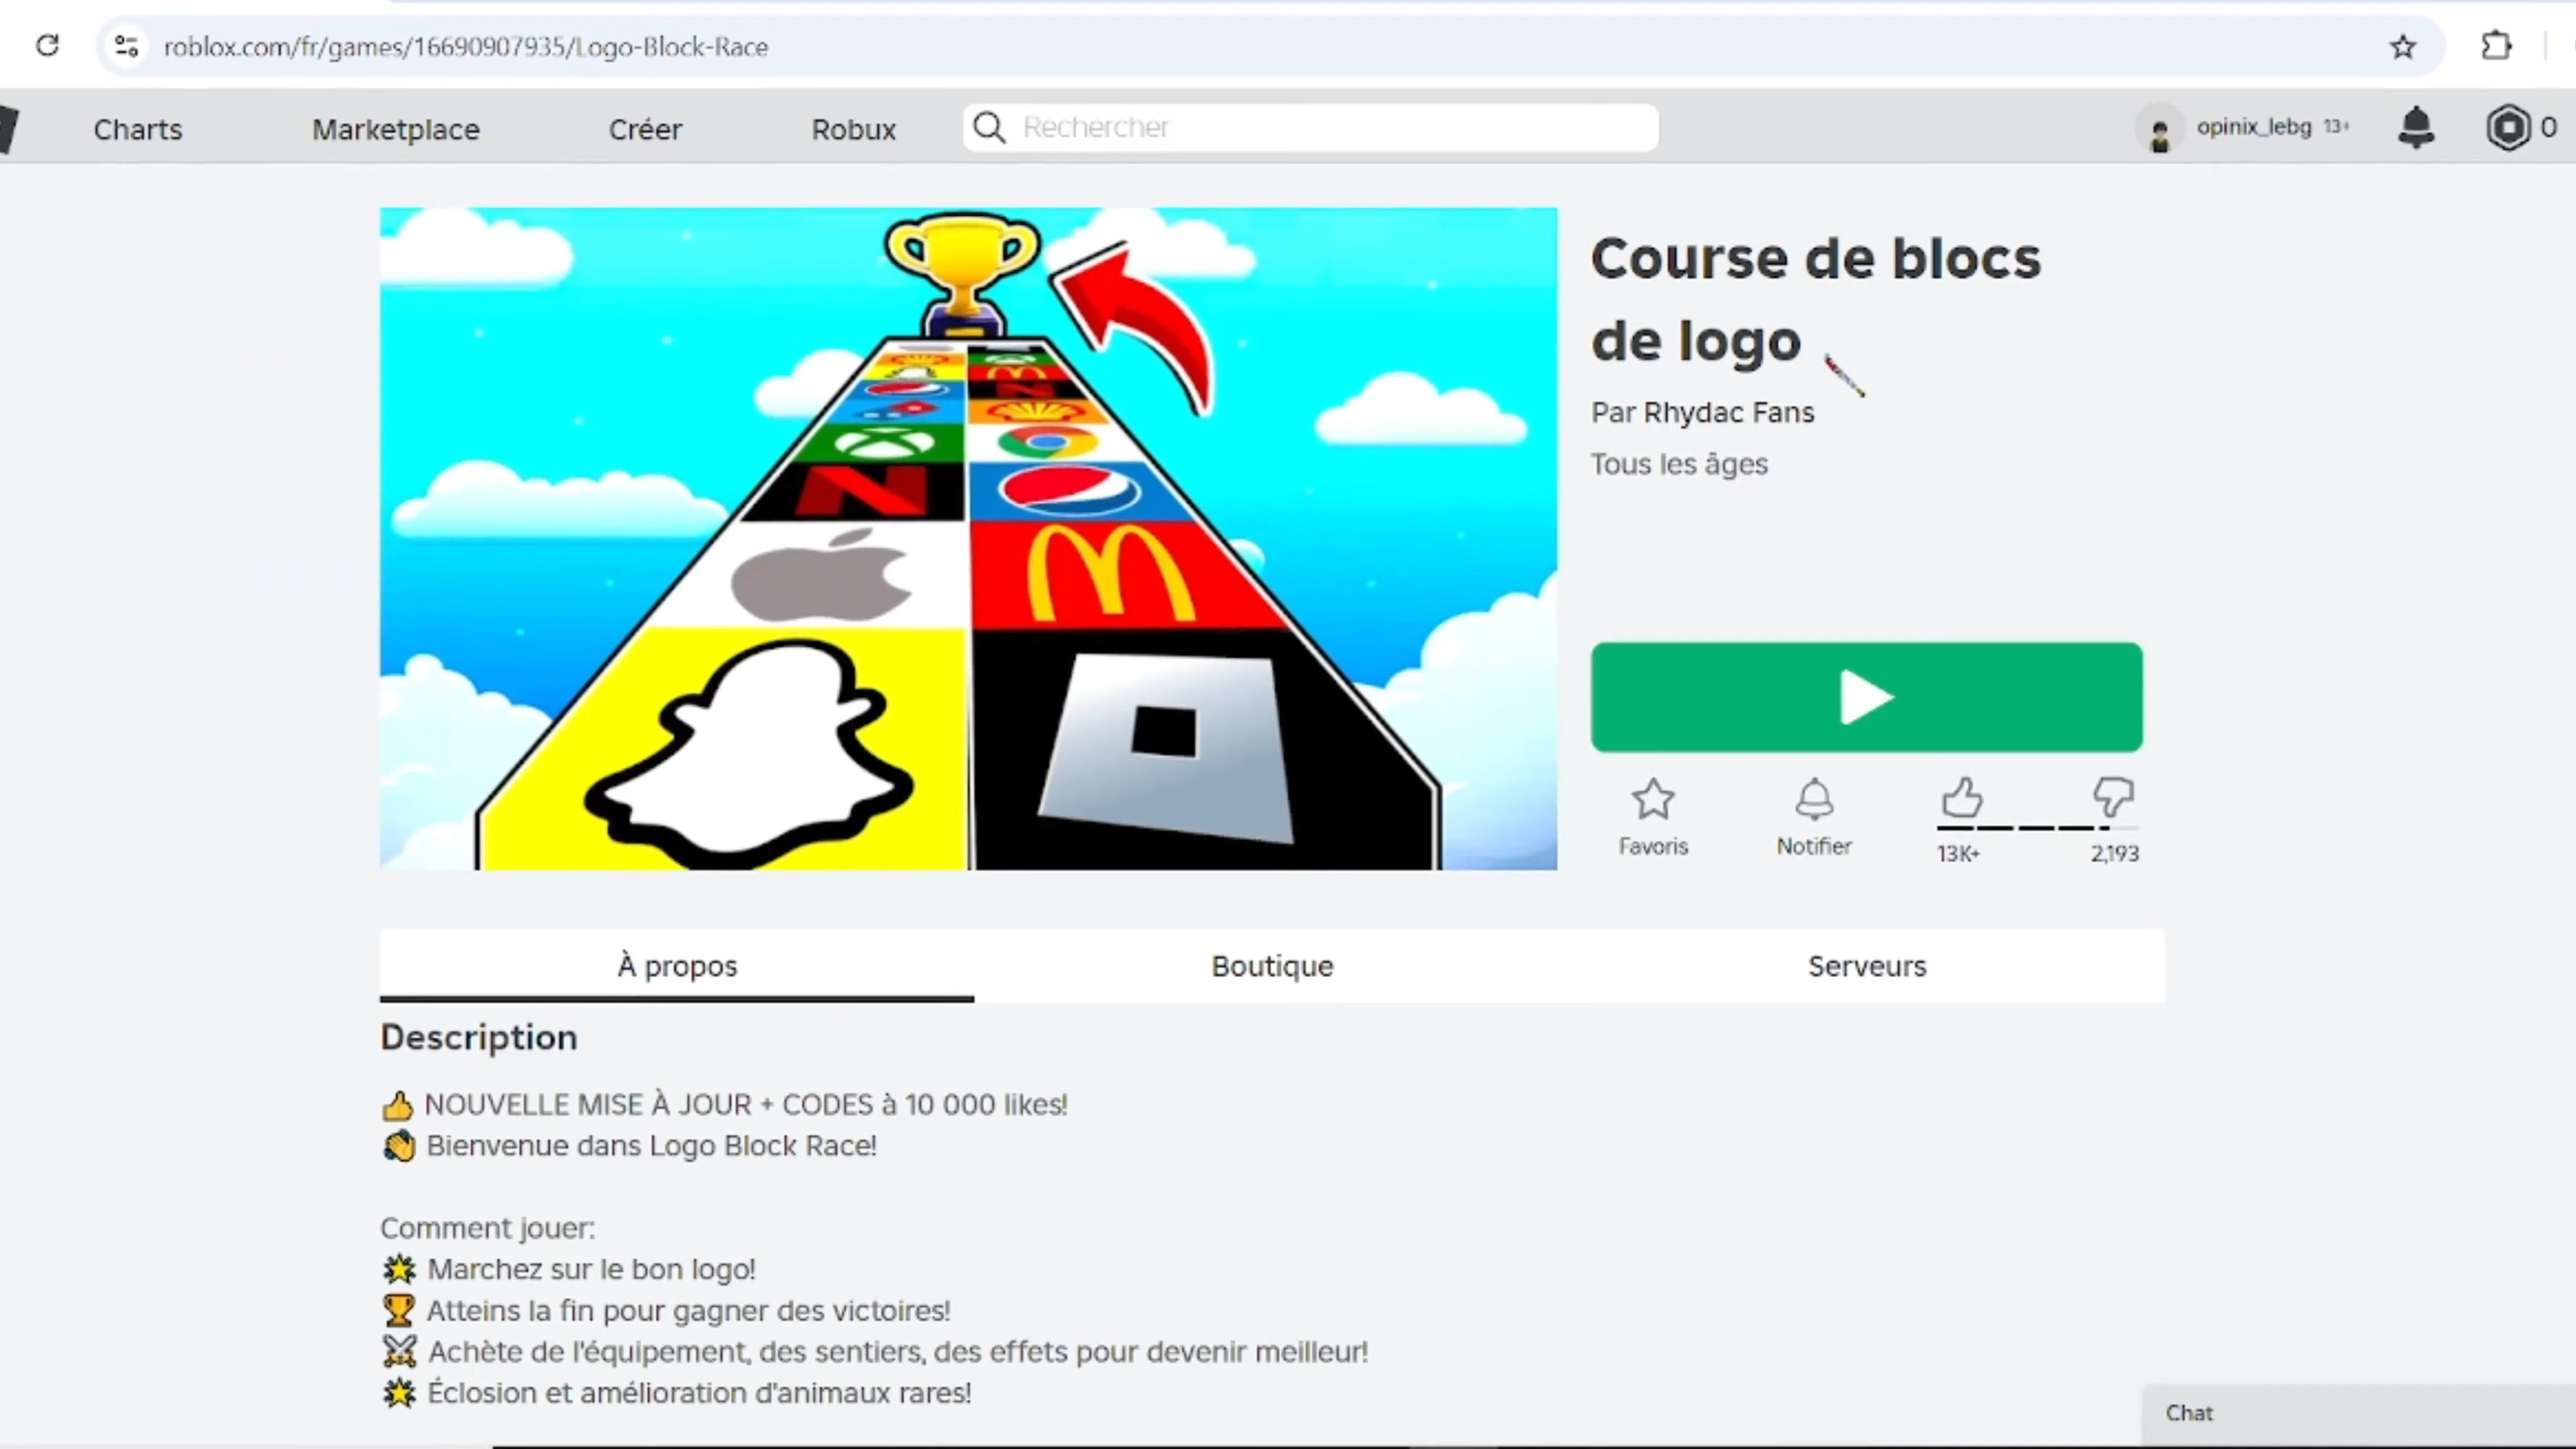 roblox.com/fr/games/16690907935/Logo-Block-Race
Charts Marketplace Créer Robux Rechercher opinix_lebg 13+ 0
Course de blocs
de logo
Par Rhydac Fans
Tous les âges
Favoris Notifier 13K+ 2,193
À propos Boutique Serveurs
Description
👍 NOUVELLE MISE À JOUR + CODES à 10 000 likes!
👋 Bienvenue dans Logo Block Race!
Comment jouer:
🌟 Marchez sur le bon logo!
🏆 Atteins la fin pour gagner des victoires!
⚔️ Achète de l'équipement, des sentiers, des effets pour devenir meilleur!
🌟 Éclosion et amélioration d'animaux rares!
Chat